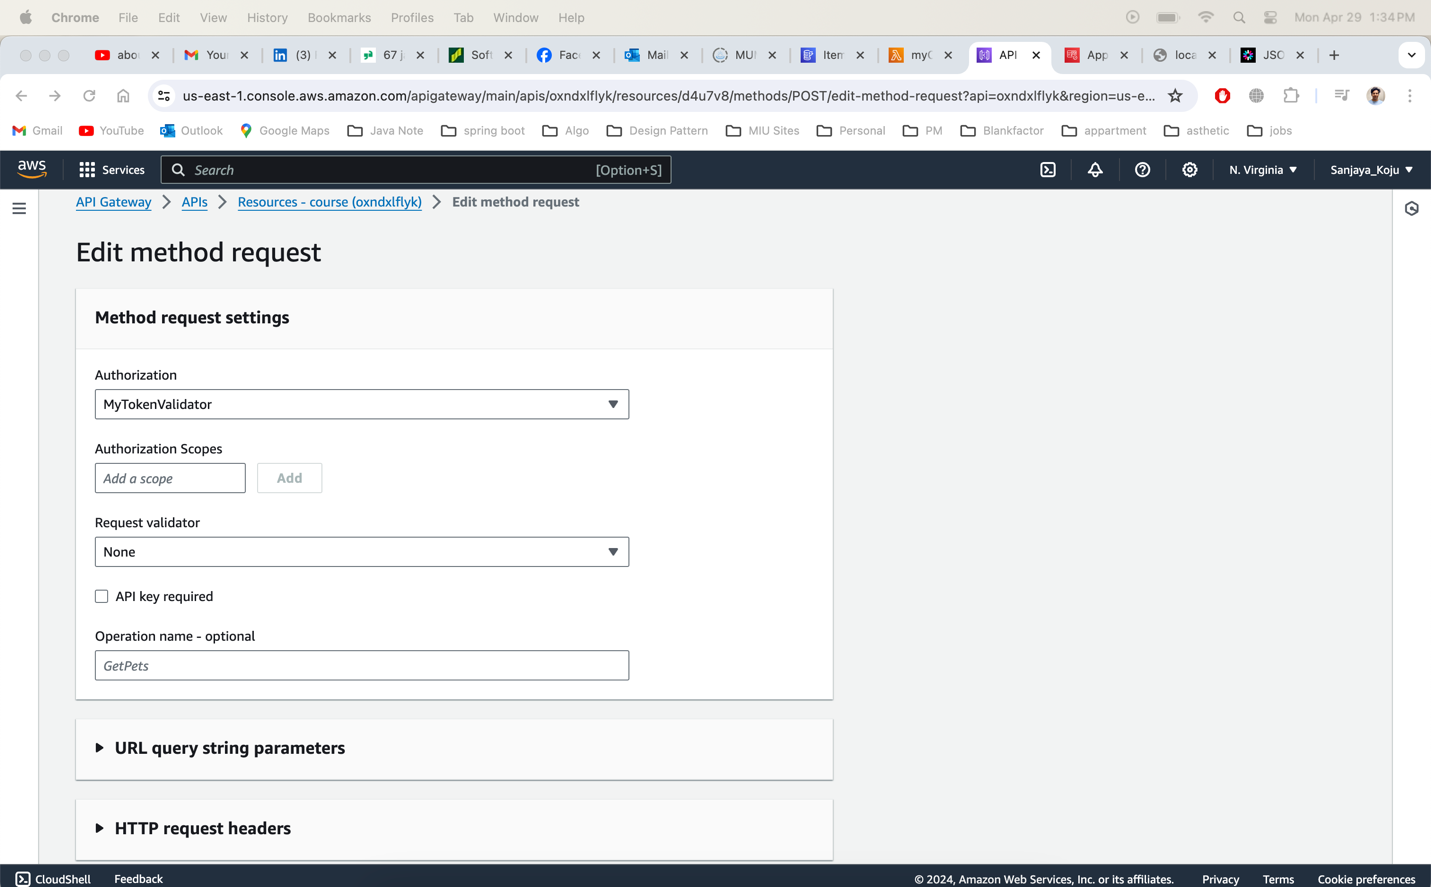 Chrome File Edit View History Bookmarks Profiles Tab Window Help Mon Apr 29 1:34 PM
abo You (3) 67 j Soft Fac Mail MU Item my API App loca JSO
us-east-1.console.aws.amazon.com/apigateway/main/apis/oxndxlflyk/resources/d4u7v8/methods/POST/edit-method-request?api=oxndxlflyk&region=us-e...
Gmail YouTube Outlook Google Maps Java Note spring boot Algo Design Pattern MIU Sites Personal PM Blankfactor appartment asthetic jobs
aws Services Search [Option+S] N. Virginia Sanjaya_Koju
API Gateway APIs Resources - course (oxndxlflyk) Edit method request
Edit method request
Method request settings
Authorization
MyTokenValidator
Authorization Scopes
Add a scope Add
Request validator
None
API key required
Operation name - optional
GetPets
URL query string parameters
HTTP request headers
CloudShell Feedback © 2024, Amazon Web Services, Inc. or its affiliates. Privacy Terms Cookie preferences